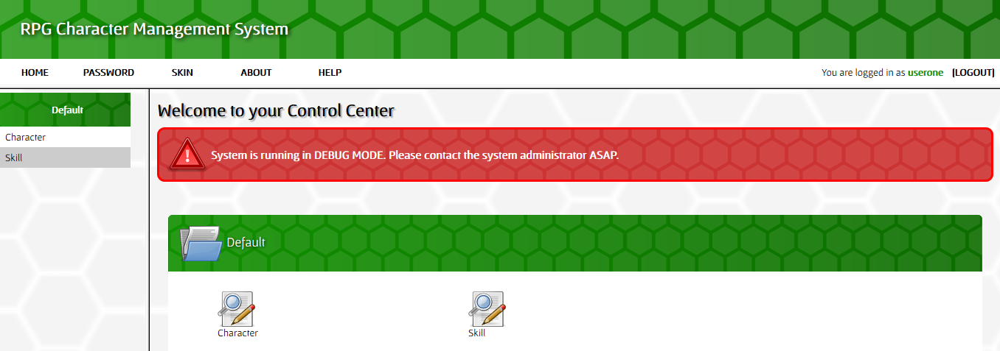 RPG Character Management System
HOME PASSWORD SKIN ABOUT HELP You are logged in as userone [LOGOUT]
Default
Character
Skill
Welcome to your Control Center
System is running in DEBUG MODE. Please contact the system administrator ASAP.
Default
Character Skill